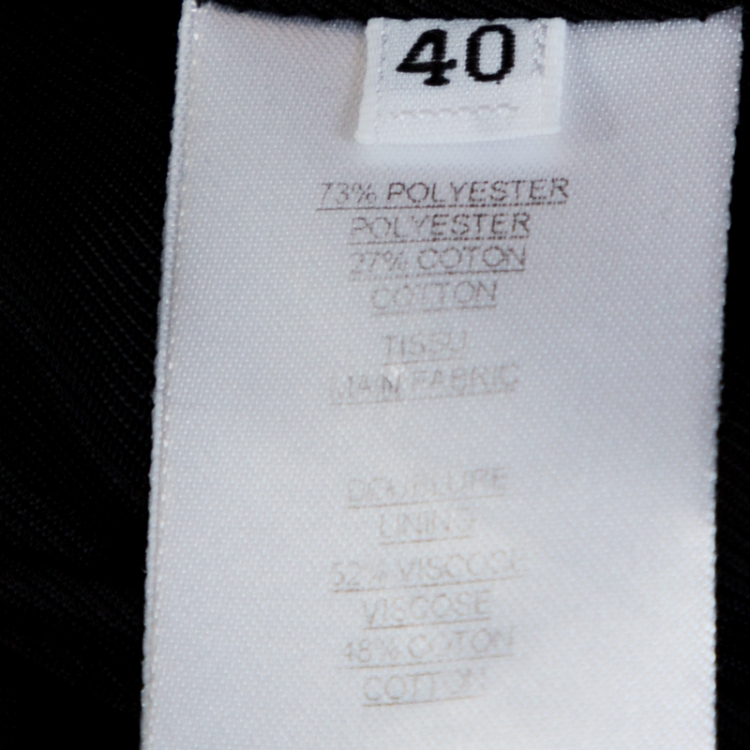 40
73% POLYESTER
POLYESTER
27% COTON
COTTON
TISSU
MAIN FABRIC
DOUBLURE
LINING
52% VISCOSE
VISCOSE
48% COTON
COTTON